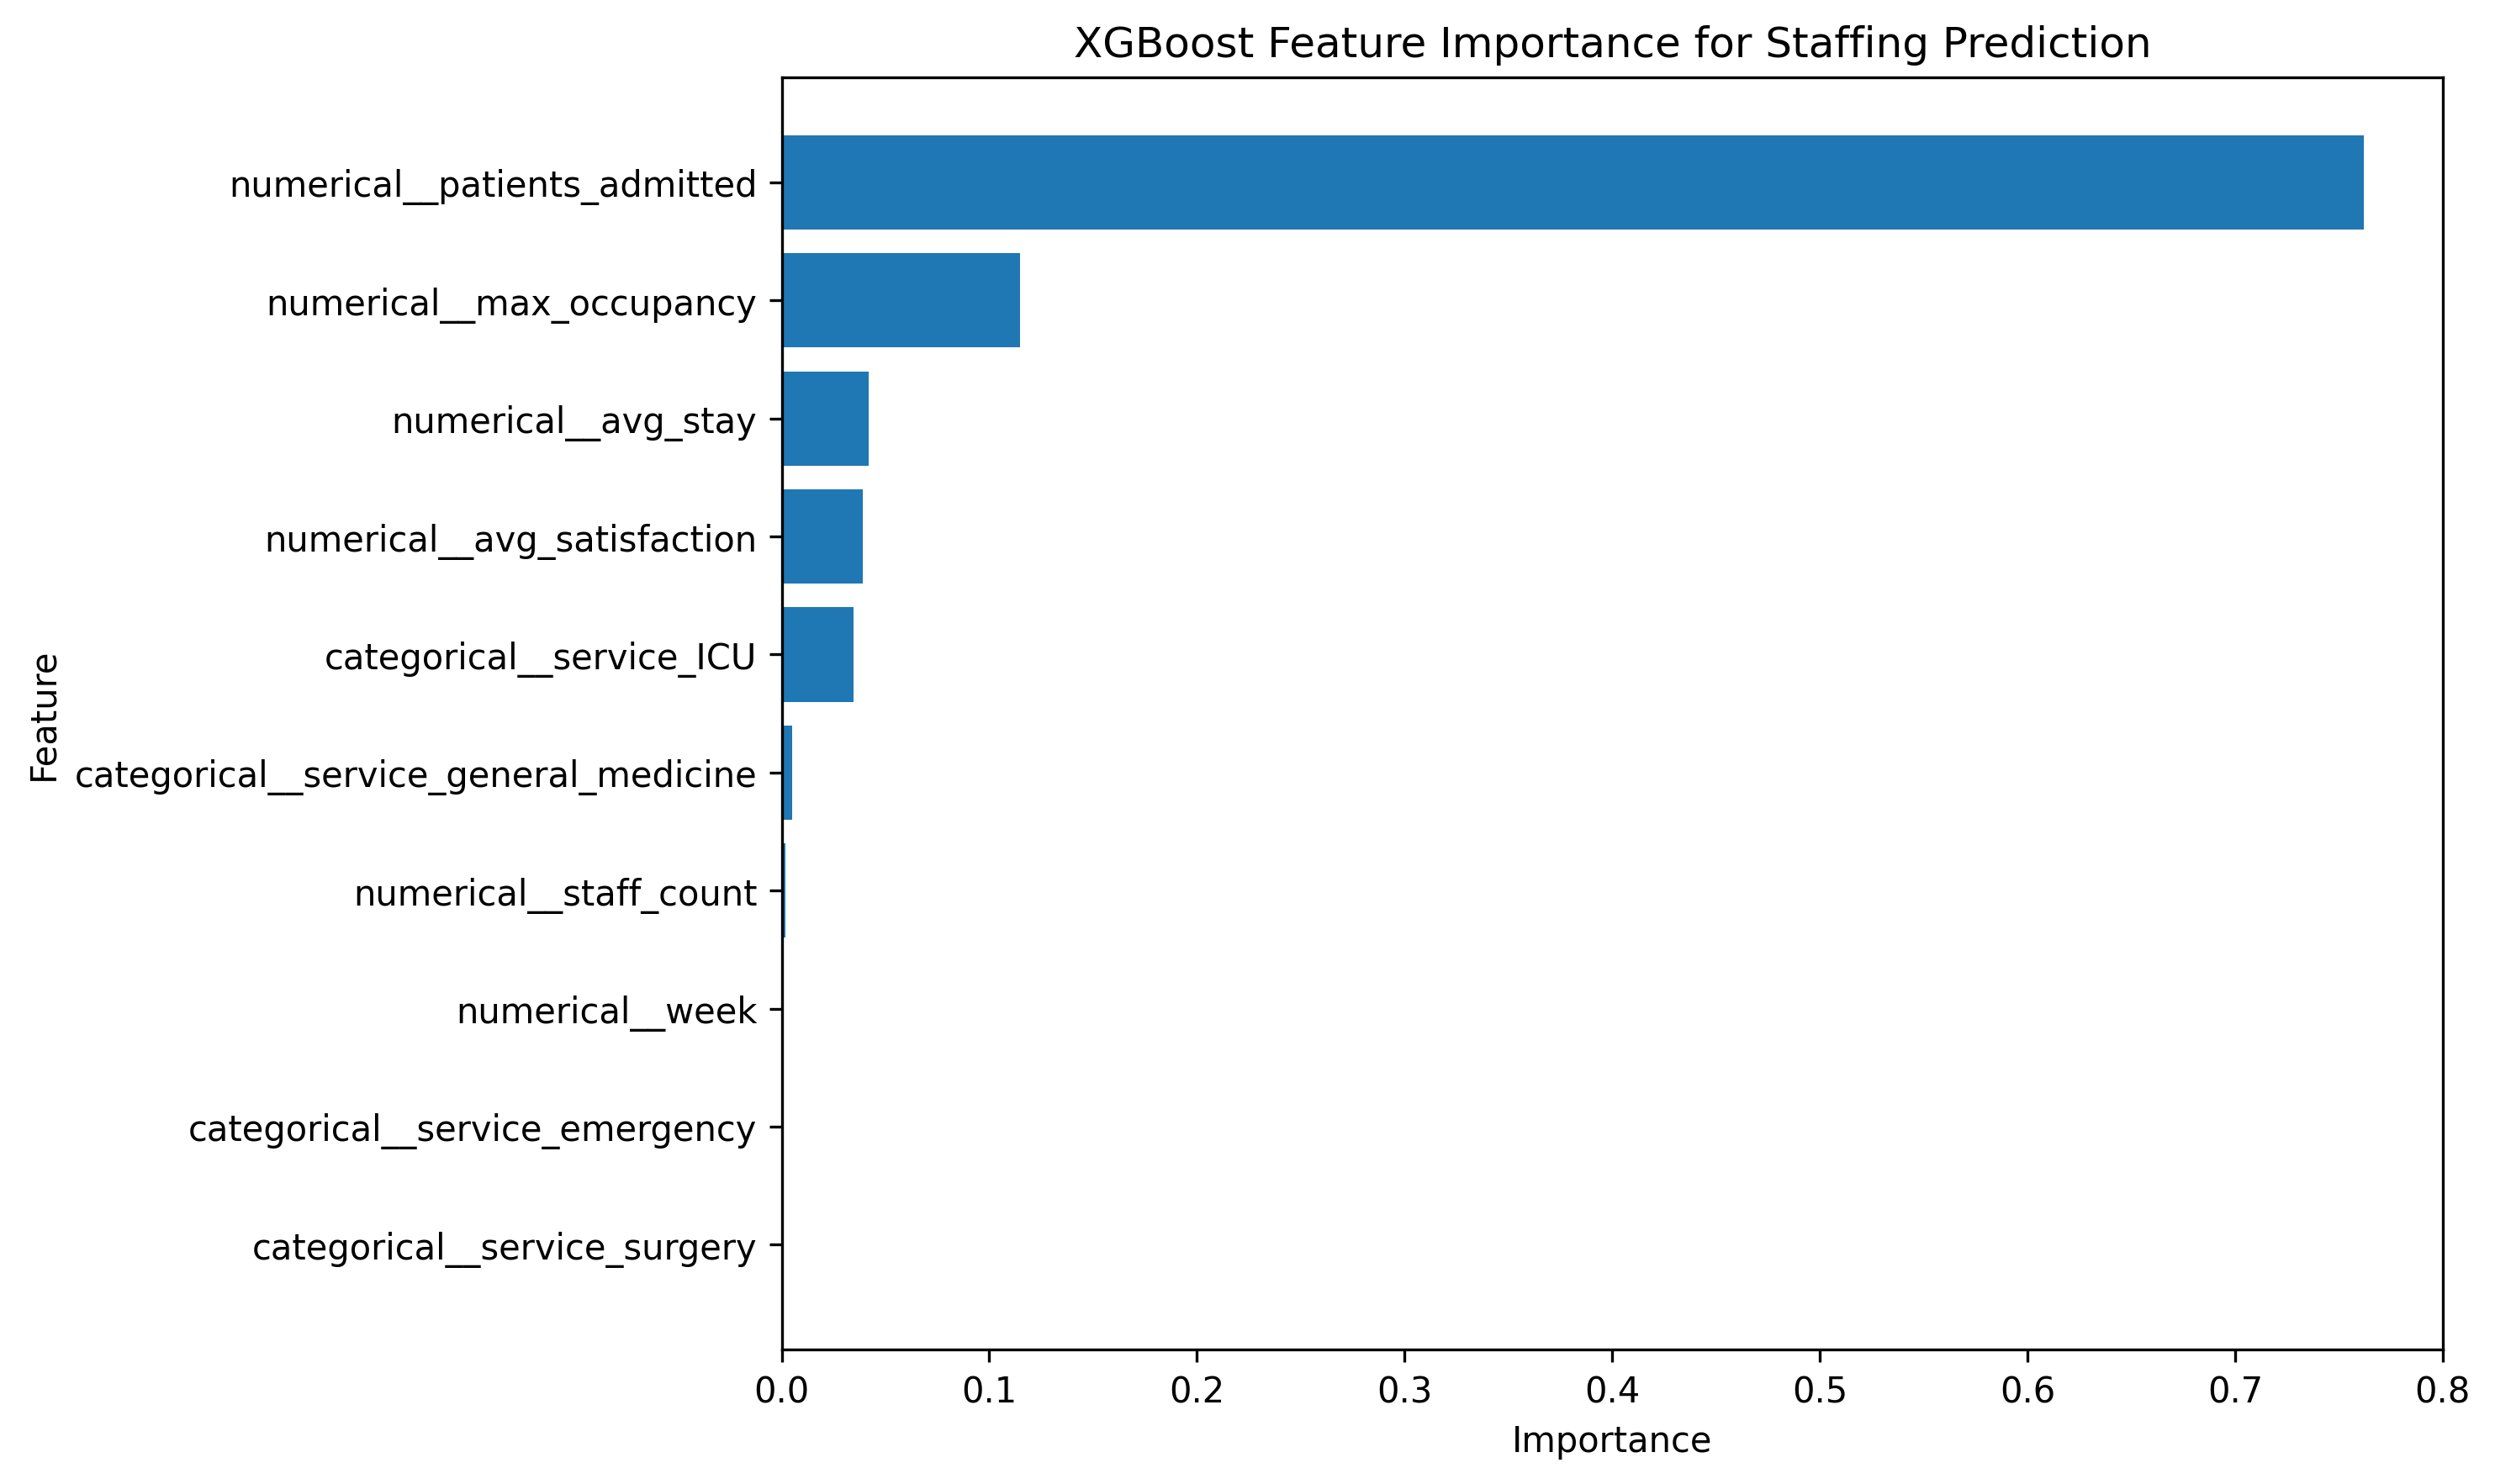 XGBoost Feature Importance for Staffing Prediction
numerical__patients_admitted
numerical__max_occupancy
numerical__avg_stay
numerical__avg_satisfaction
categorical__service_ICU
categorical__service_general_medicine
numerical__staff_count
numerical__week
categorical__service_emergency
categorical__service_surgery
Feature
0.0 0.1 0.2 0.3 0.4 0.5 0.6 0.7 0.8
Importance